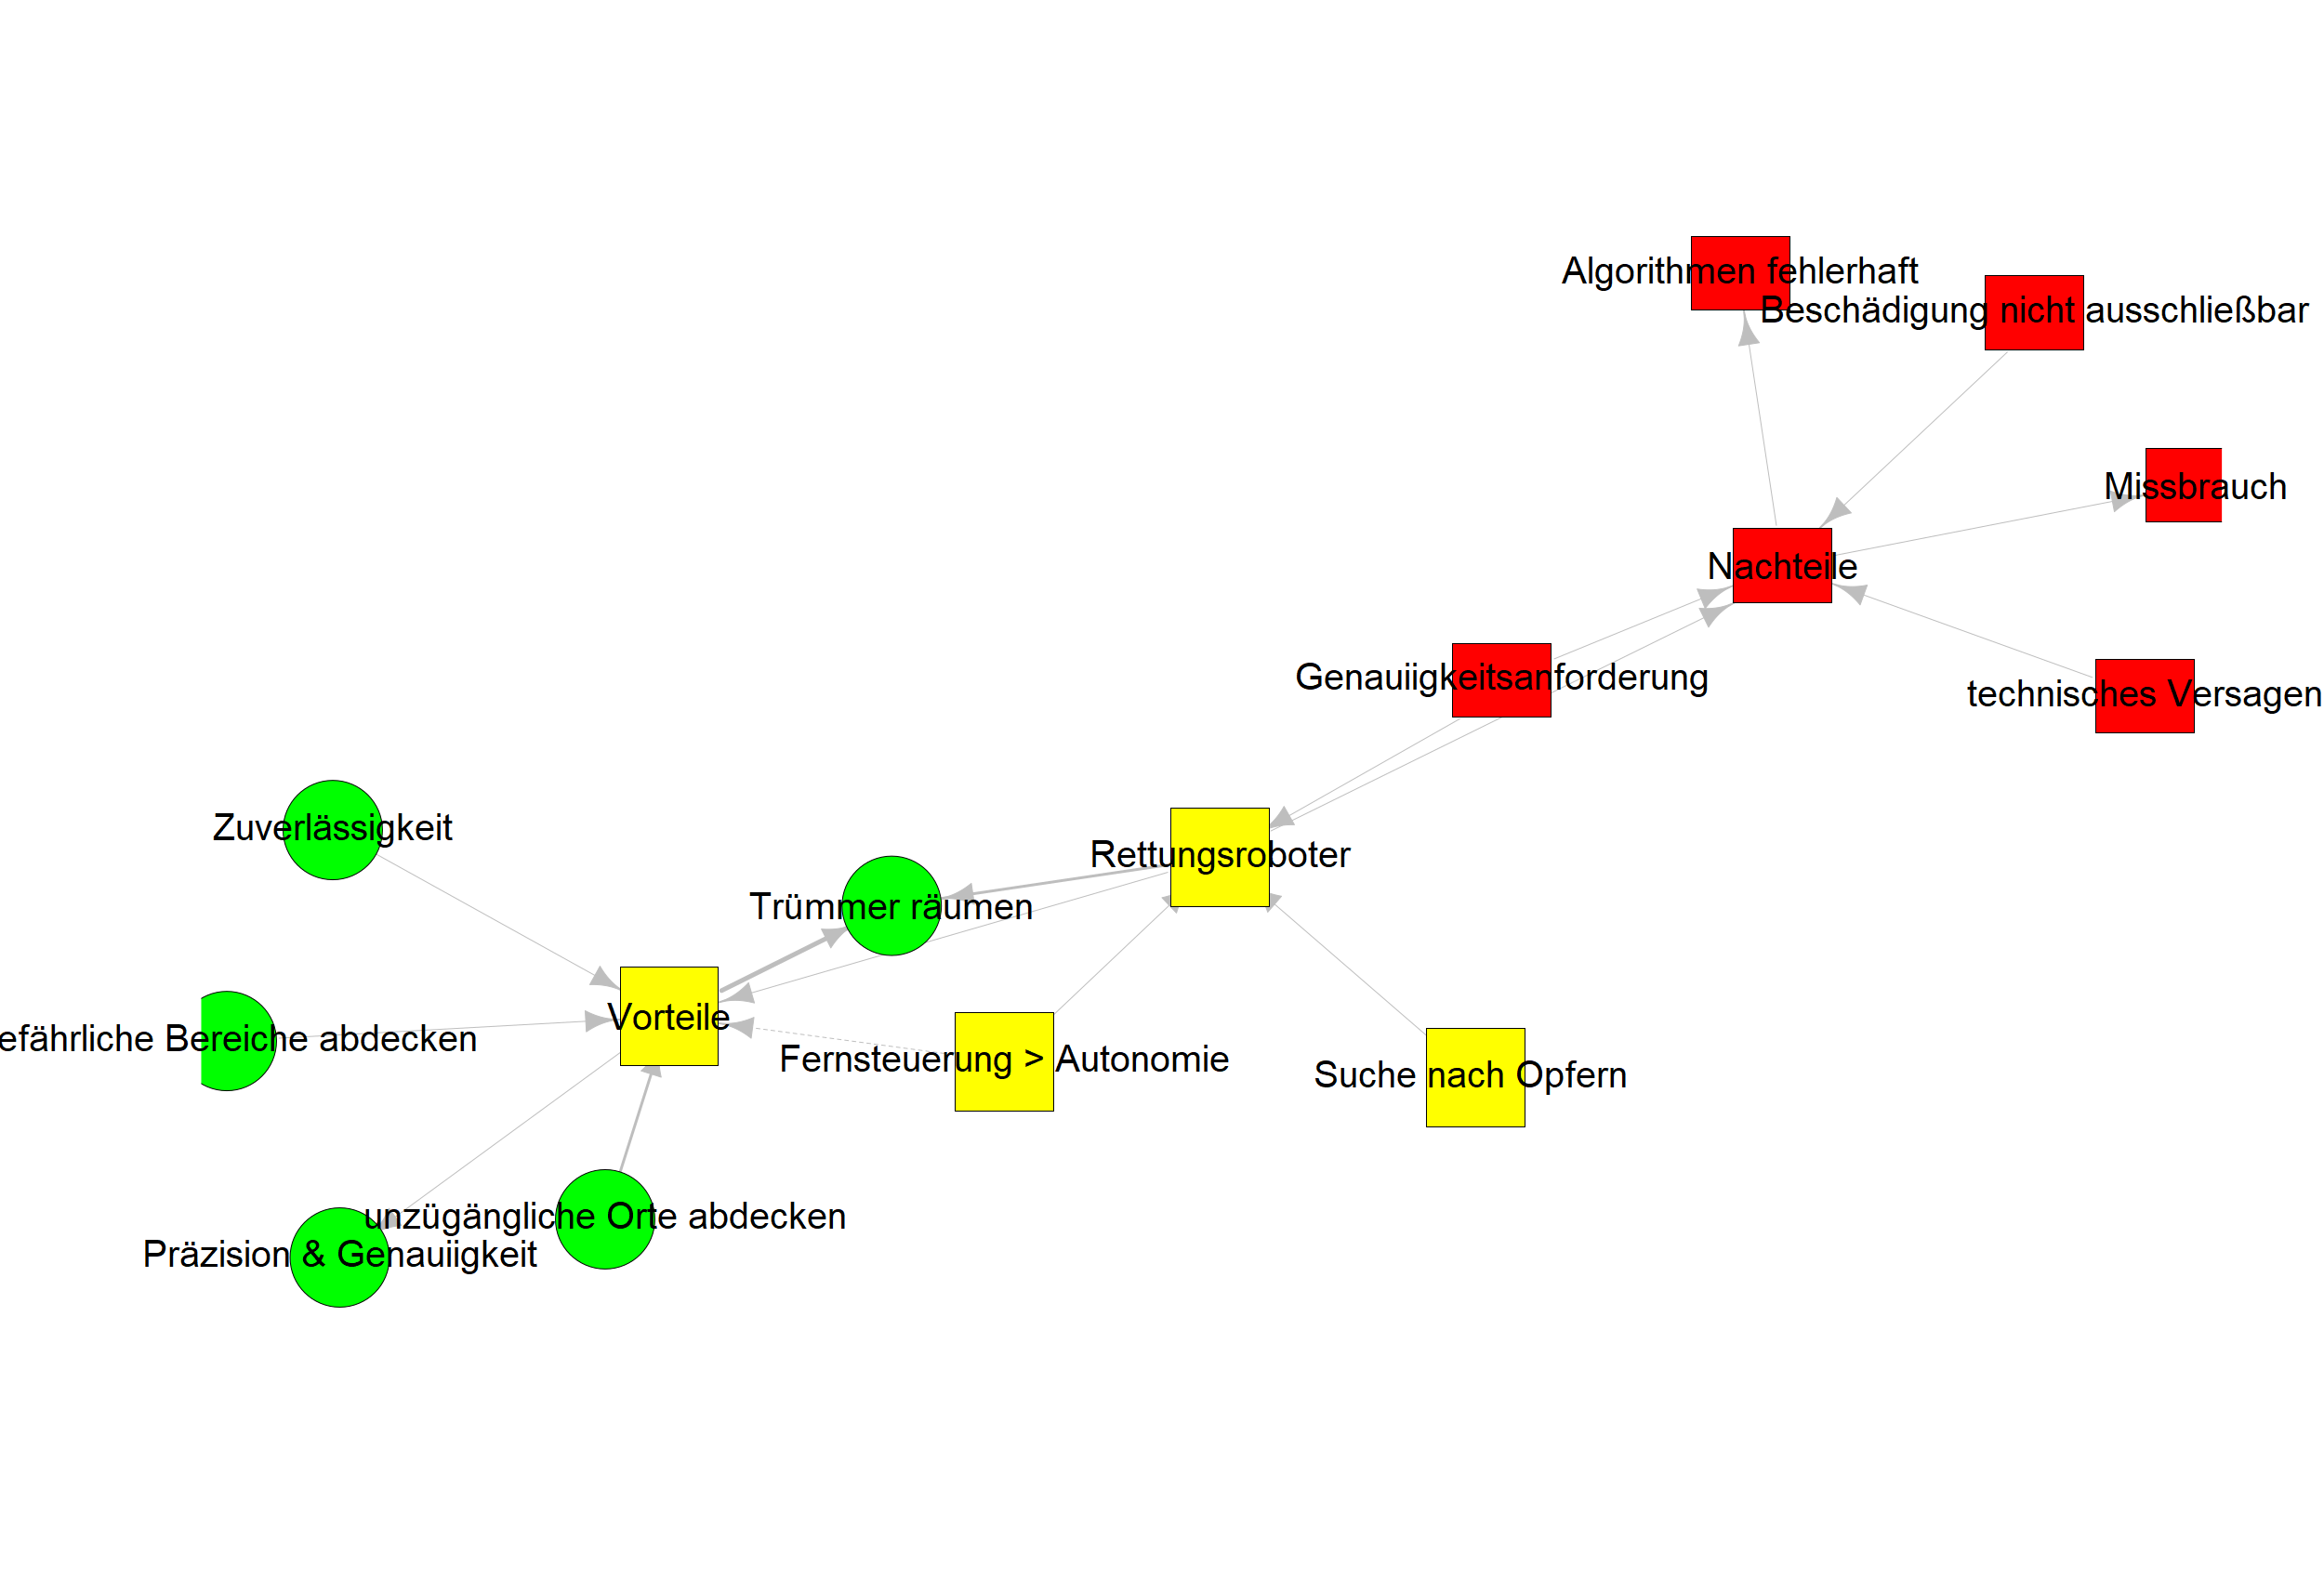 Algorithmen fehlerhaft
Beschädigung nicht ausschließbar
Missbrauch
Nachteile
Genauiigkeitsanforderung
technisches Versagen
Zuverlässigkeit
Rettungsroboter
Trümmer räumen
Vorteile
efährliche Bereiche abdecken
Fernsteuerung > Autonomie
Suche nach Opfern
unzügängliche Orte abdecken
Präzision & Genauiigkeit